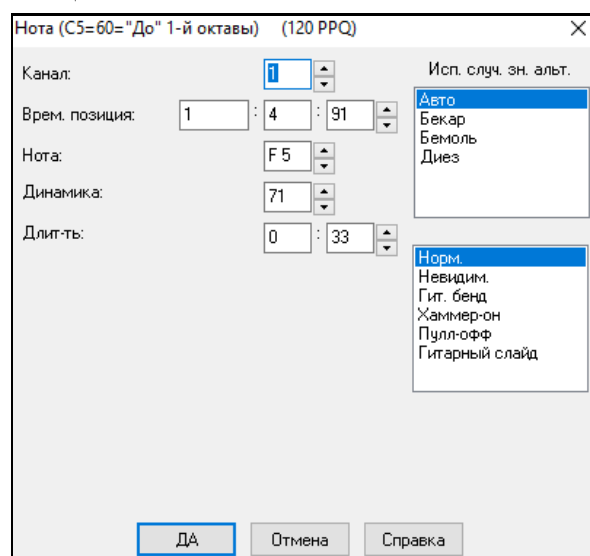 Нота (C5=60="До" 1-й октавы) (120 PPQ)
Канал: 1
Исп. случ. зн. альт.
Врем. позиция: 1 : 4 : 91
Нота: F 5
Динамика: 71
Длит-ть: 0 : 33
Авто
Бекар
Бемоль
Диез
Норм.
Невидим.
Гит. бенд
Хаммер-он
Пулл-офф
Гитарный слайд
ДА Отмена Справка